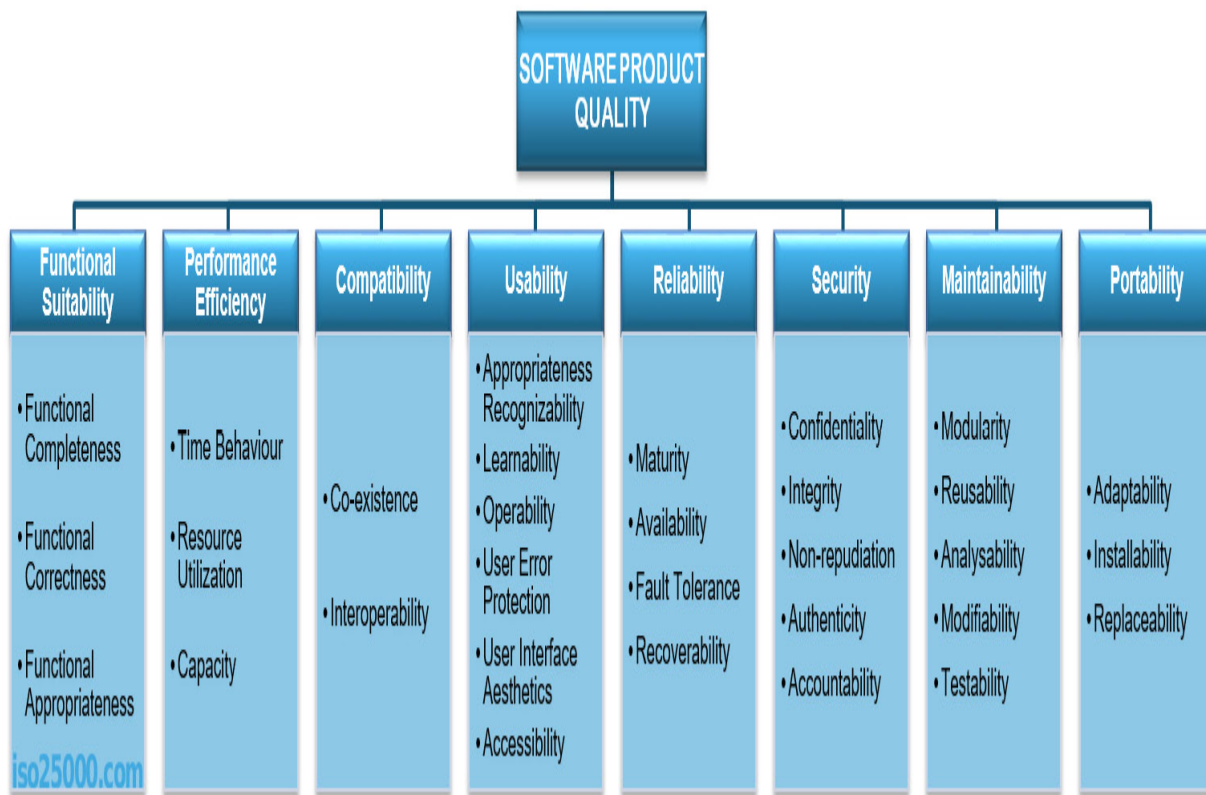 SOFTWARE PRODUCT
QUALITY
Functional
Suitability
• Functional
Completeness
• Functional
Correctness
• Functional
Appropriateness
Performance
Efficiency
• Time Behaviour
• Resource
Utilization
• Capacity
Compatibility
• Co-existence
• Interoperability
Usability
• Appropriateness
Recognizability
• Learnability
• Operability
• User Error
Protection
• User Interface
Aesthetics
• Accessibility
Reliability
• Maturity
• Availability
• Fault Tolerance
• Recoverability
Security
• Confidentiality
• Integrity
• Non-repudiation
• Authenticity
• Accountability
Maintainability
• Modularity
• Reusability
• Analysability
• Modifiability
• Testability
Portability
• Adaptability
• Installability
• Replaceability
iso25000.com